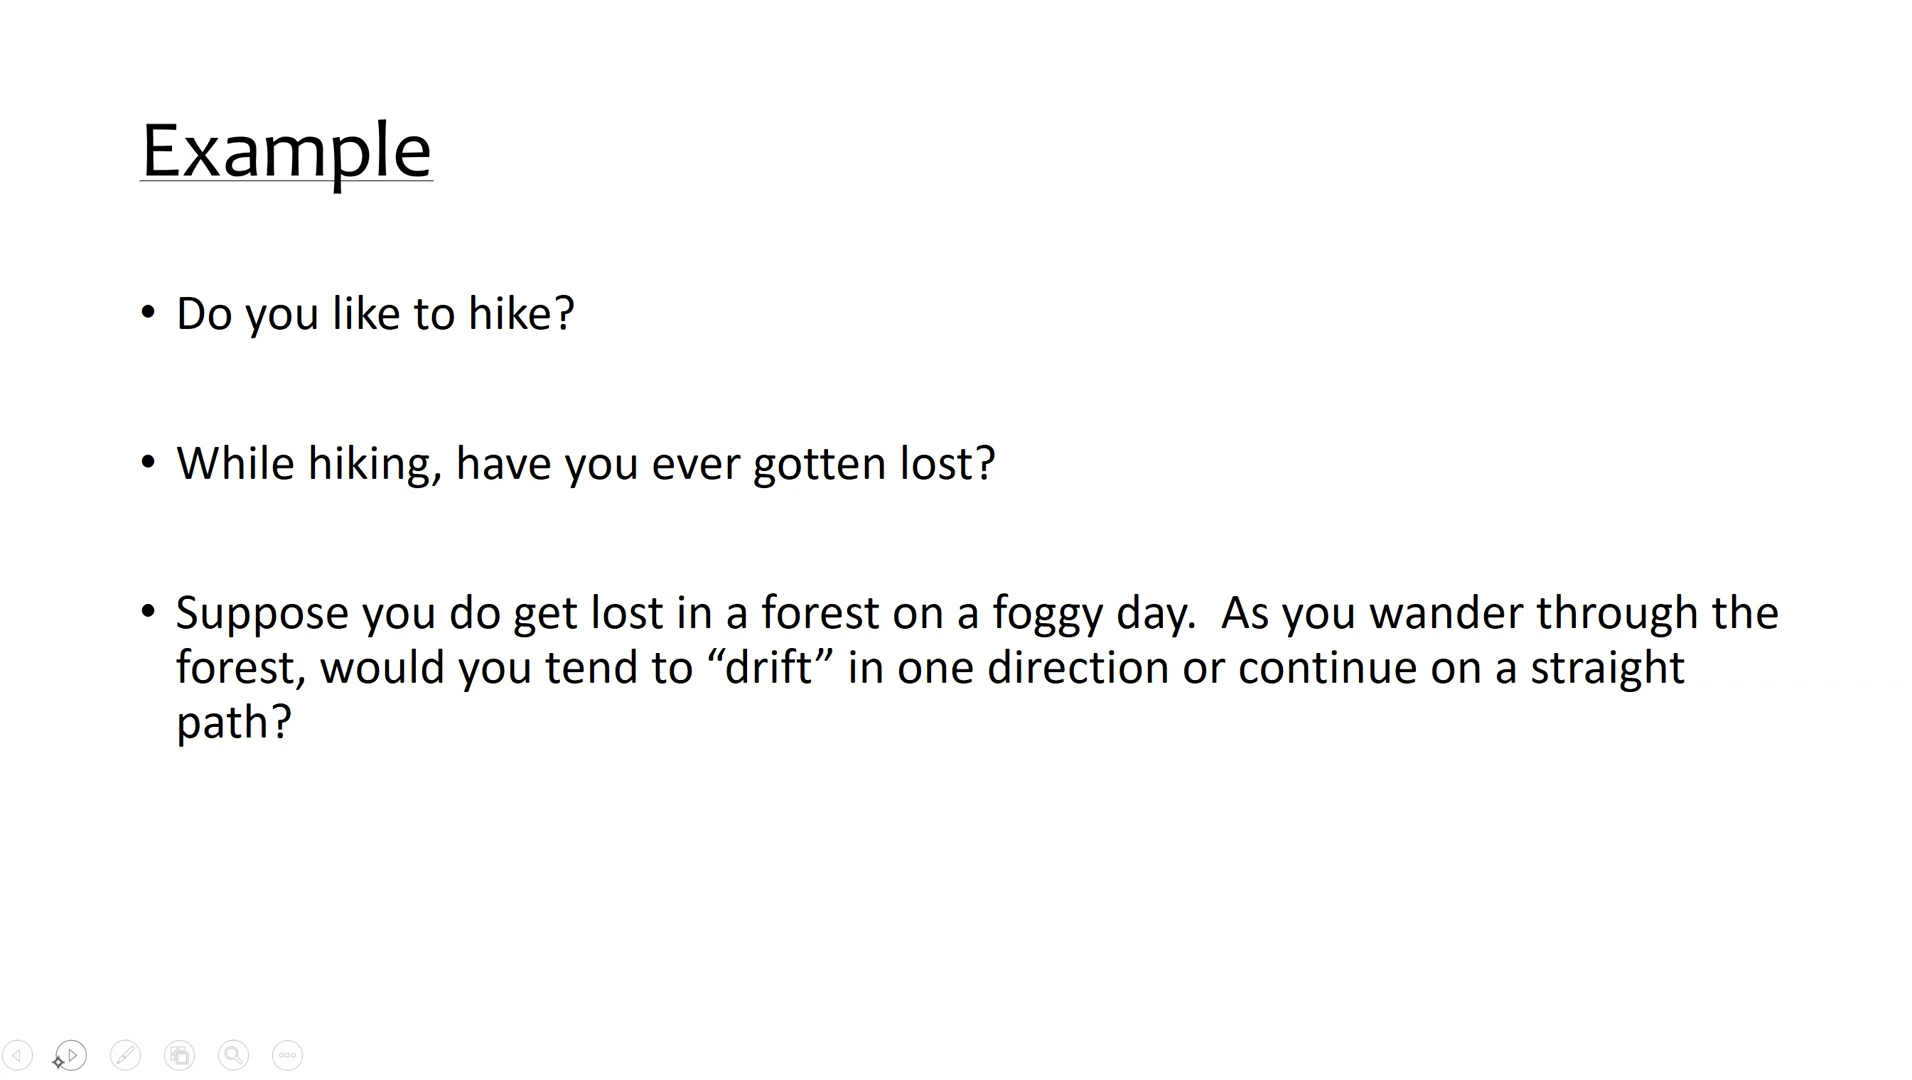 Example
• Do you like to hike?
• While hiking, have you ever gotten lost?
• Suppose you do get lost in a forest on a foggy day.  As you wander through the
forest, would you tend to “drift” in one direction or continue on a straight
path?